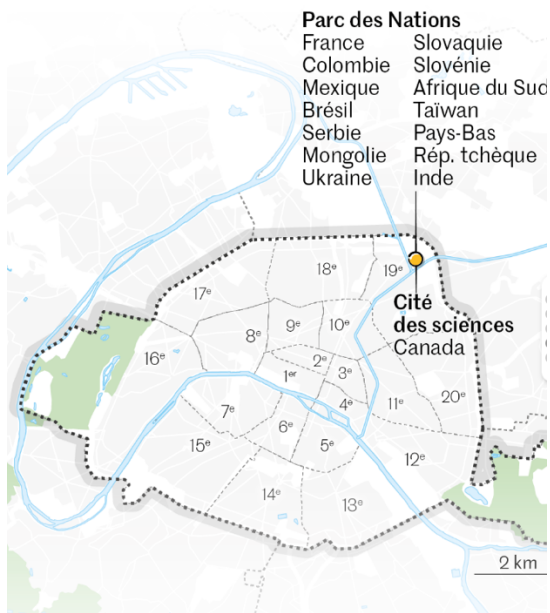 Parc des Nations
France Slovaquie
Colombie Slovénie
Mexique Afrique du Sud
Brésil Taïwan
Serbie Pays-Bas
Mongolie Rép. tchèque
Ukraine Inde
18e
19e
17e
Cité
des sciences
Canada
10e
9e
8e
16e
2e
3e
1er
4e
20e
11e
7e
6e
5e
15e
12e
14e
13e
2 km